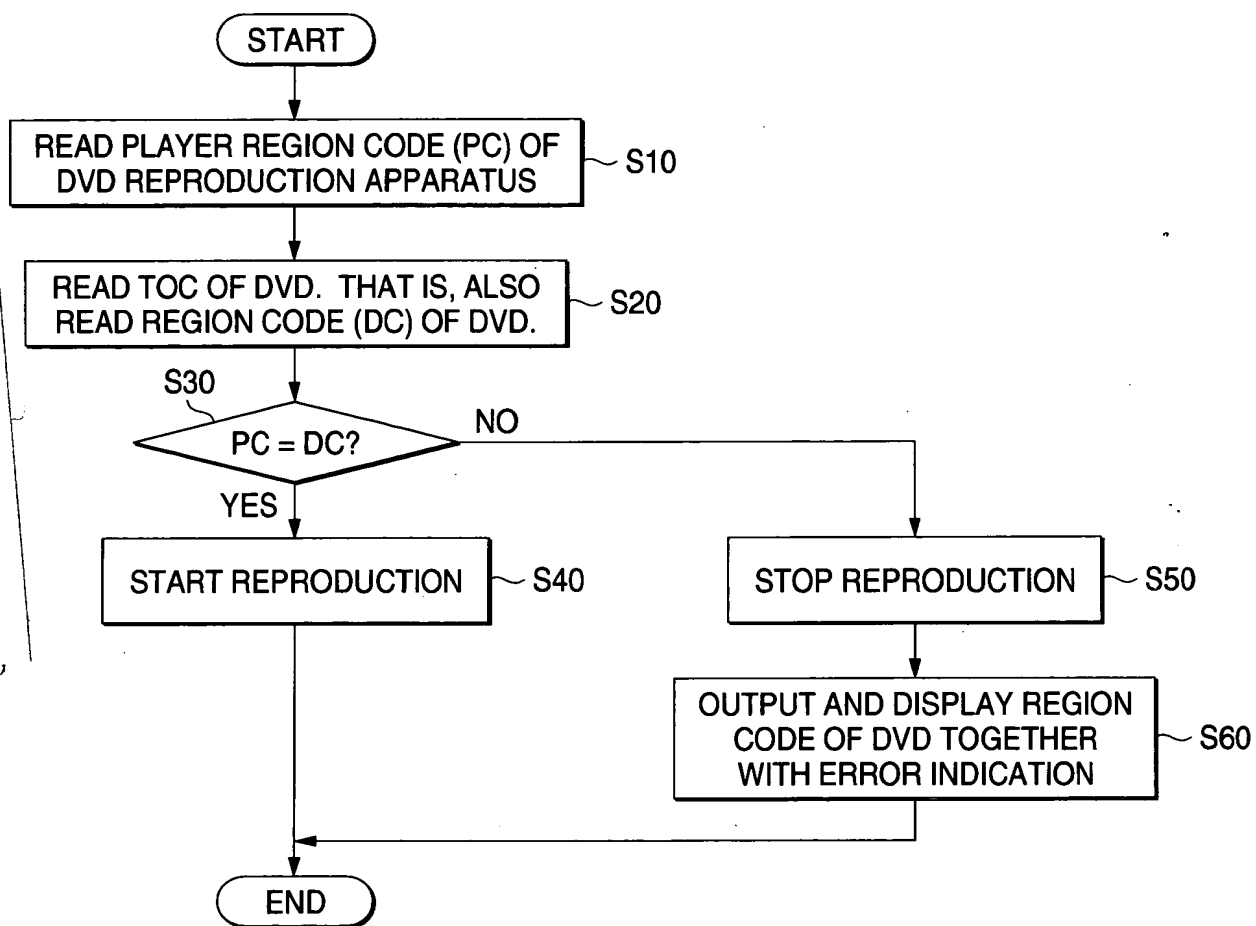 START
READ PLAYER REGION CODE (PC) OF
DVD REPRODUCTION APPARATUS
S10
READ TOC OF DVD. THAT IS, ALSO
READ REGION CODE (DC) OF DVD.
S20
S30
PC = DC?
NO
YES
START REPRODUCTION
S40
STOP REPRODUCTION
S50
OUTPUT AND DISPLAY REGION
CODE OF DVD TOGETHER
WITH ERROR INDICATION
S60
END